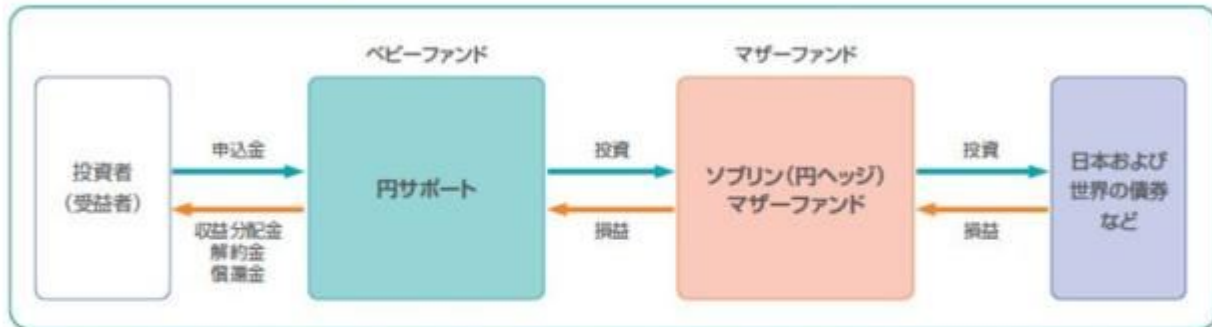 ベビーファンド
マザーファンド
投資者
（受益者）
申込金
収益分配金
解約金
償還金
円サポート
投資
損益
ソブリン（円ヘッジ）
マザーファンド
投資
損益
日本および
世界の債券
など